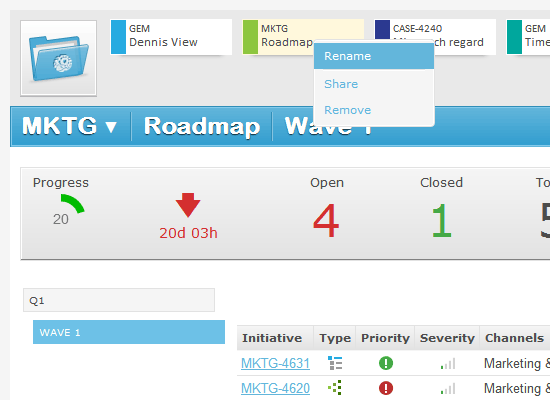 GEM
Dennis View
MKTG
Roadmap
CASE-4240
ch regard
GEM
Time
Rename
Share
Remove
MKTG ▾ Roadmap Wave 1
Progress
20
20d 03h
Open
4
Closed
1
To
Q1
WAVE 1
Initiative Type Priority Severity Channels
MKTG-4631 Marketing &
MKTG-4620 Marketing &